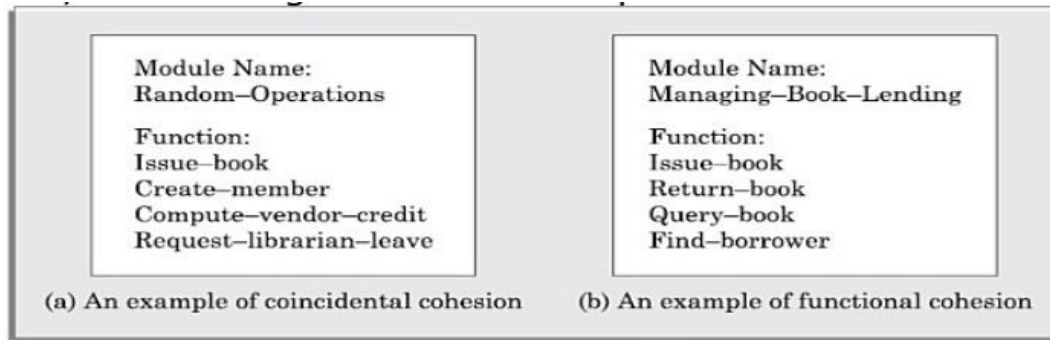 Module Name:
Random–Operations
Function:
Issue–book
Create–member
Compute–vendor–credit
Request–librarian–leave
(a) An example of coincidental cohesion
Module Name:
Managing–Book–Lending
Function:
Issue–book
Return–book
Query–book
Find–borrower
(b) An example of functional cohesion